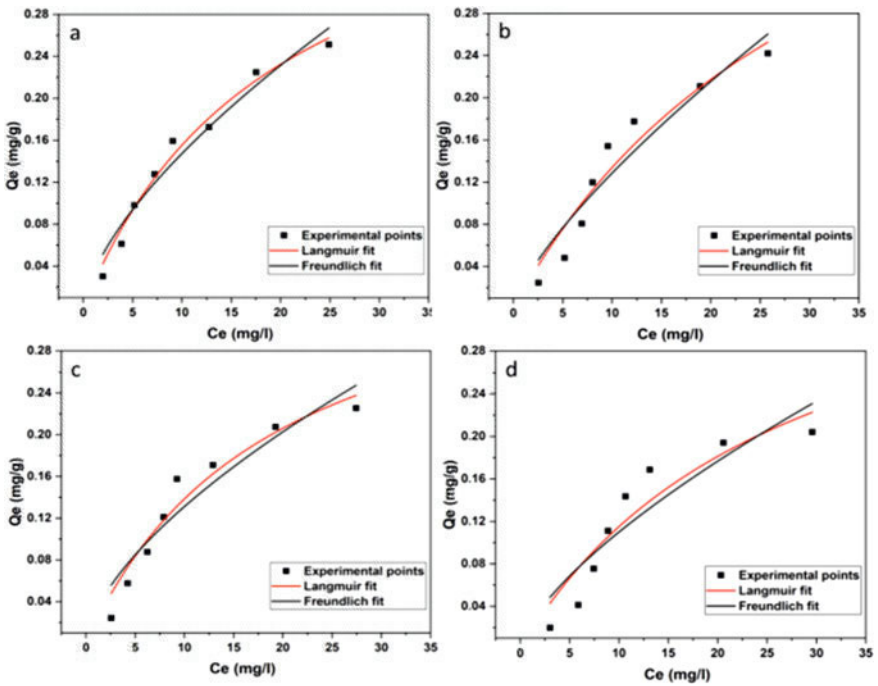 a
0.28
0.24
0.20
0.16
0.12
0.08
0.04
Qe (mg/g)
Experimental points
Langmuir fit
Freundlich fit
0 5 10 15 20 25 30 35
Ce (mg/l)
b
0.28
0.24
0.20
0.16
0.12
0.08
0.04
Qe (mg/g)
Experimental points
Langmuir fit
Freundlich fit
0 5 10 15 20 25 30 35
Ce (mg/l)
c
0.28
0.24
0.20
0.16
0.12
0.08
0.04
Qe (mg/g)
Experimental points
Langmuir fit
Freundlich fit
0 5 10 15 20 25 30 35
Ce (mg/l)
d
0.28
0.24
0.20
0.16
0.12
0.08
0.04
Qe (mg/g)
Experimental points
Langmuir fit
Freundlich fit
0 5 10 15 20 25 30 35
Ce (mg/l)